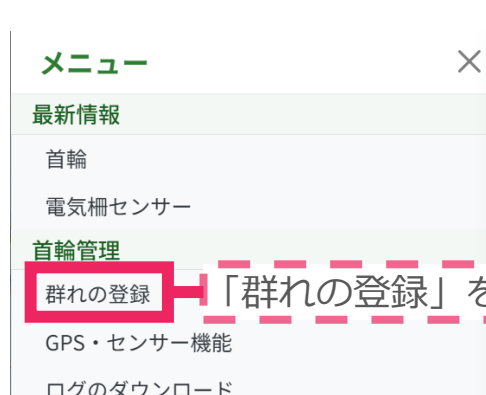 メニュー
最新情報
首輪
電気柵センサー
首輪管理
群れの登録
「群れの登録」を
GPS・センサー機能
ログのダウンロード